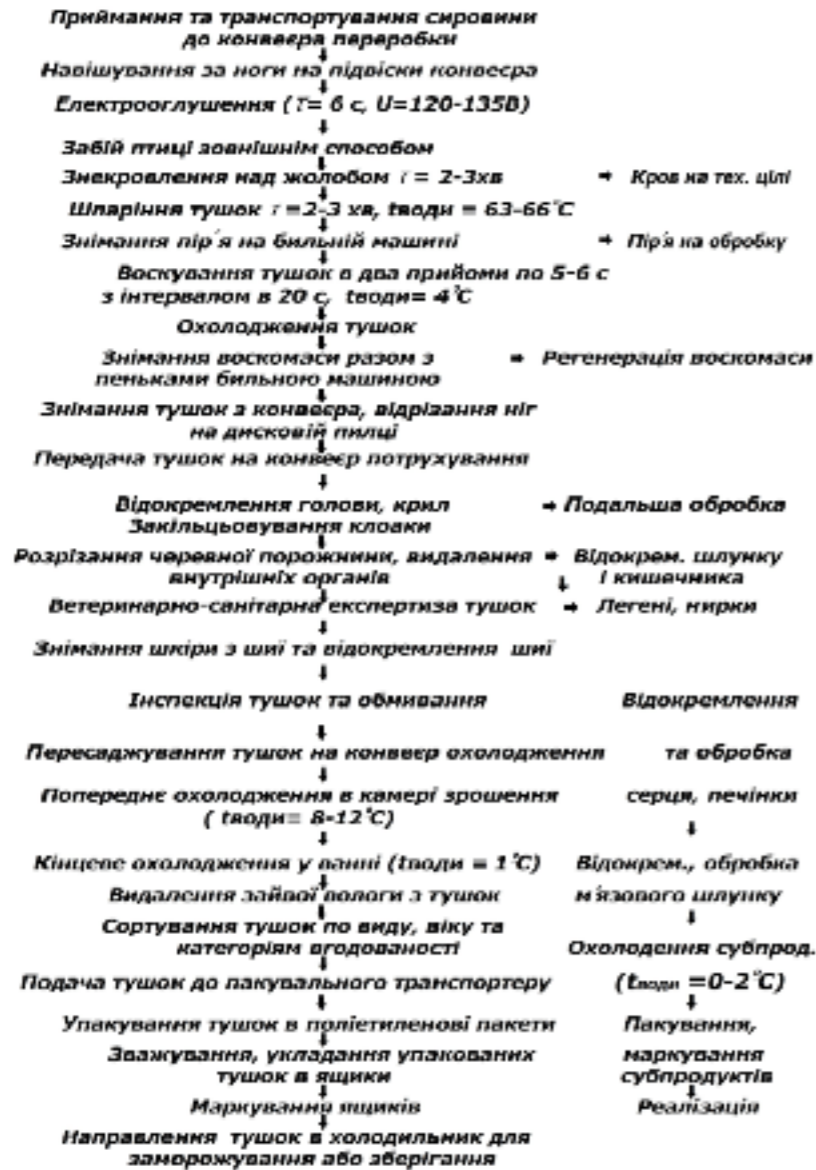 Приймання та транспортування сировини
до конвеєра переробки
Навішування за ноги на підвіски конвеєра
Електрооглушення (τ= 6 с, U=120-135В)
Забій птиці зовнішнім способом
Знекровлення над жолобом τ = 2-3хв → Кров на тех. цілі
Шпаріння тушок τ =2-3 хв, tводи = 63-66°С
Знімання пір´я на бильній машині → Пір´я на обробку
Воскування тушок в два прийоми по 5-6 с
з інтервалом в 20 с, tводи= 4°С
Охолодження тушок
Знімання воскомаси разом з → Регенерація воскомаси
пеньками бильною машиною
Знімання тушок з конвеєра, відрізання ніг
на дисковій пилці
Передача тушок на конвеєр потрухування
Відокремлення голови, крил → Подальша обробка
Закільцьовування клоаки
Розрізання черевної порожнини, видалення → Відокрем. шлунку
внутрішніх органів і кишечника
Ветеринарно-санітарна експертиза тушок → Легені, нирки
Знімання шкіри з шиї та відокремлення шиї
Інспекція тушок та обмивання Відокремлення
Пересаджування тушок на конвеєр охолодження та обробка
Попереднє охолодження в камері зрошення серця, печінки
( tводи= 8-12°С)
Кінцеве охолодження у ванні (tводи = 1°С) Відокрем., обробка
Видалення зайвої вологи з тушок м´язового шлунку
Сортування тушок по виду, віку та
категоріям вгодованості Охолодення субпрод.
Подача тушок до пакувального транспортеру (tводи =0-2°С)
Упакування тушок в поліетиленові пакети Пакування,
Зважування, укладання упакованих маркування
тушок в ящики субпродуктів
Маркування ящиків Реалізація
Направлення тушок в холодильник для
заморожування або зберігання